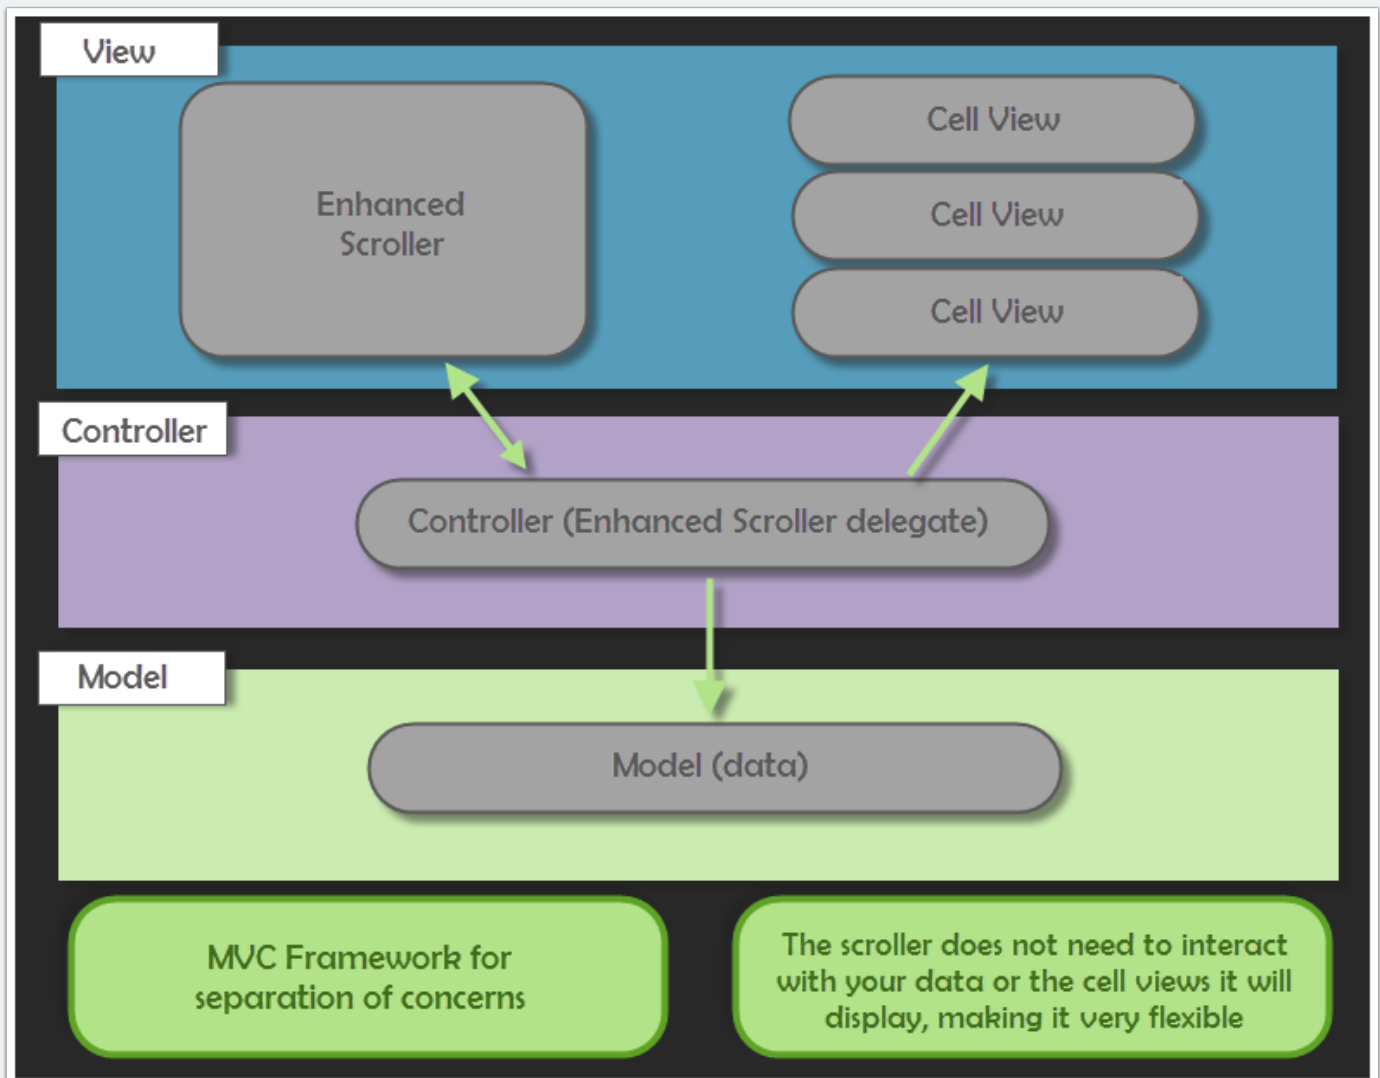 View
Enhanced
Scroller
Cell View
Cell View
Cell View
Controller
Controller (Enhanced Scroller delegate)
Model
Model (data)
MVC Framework for
separation of concerns
The scroller does not need to interact
with your data or the cell views it will
display, making it very flexible